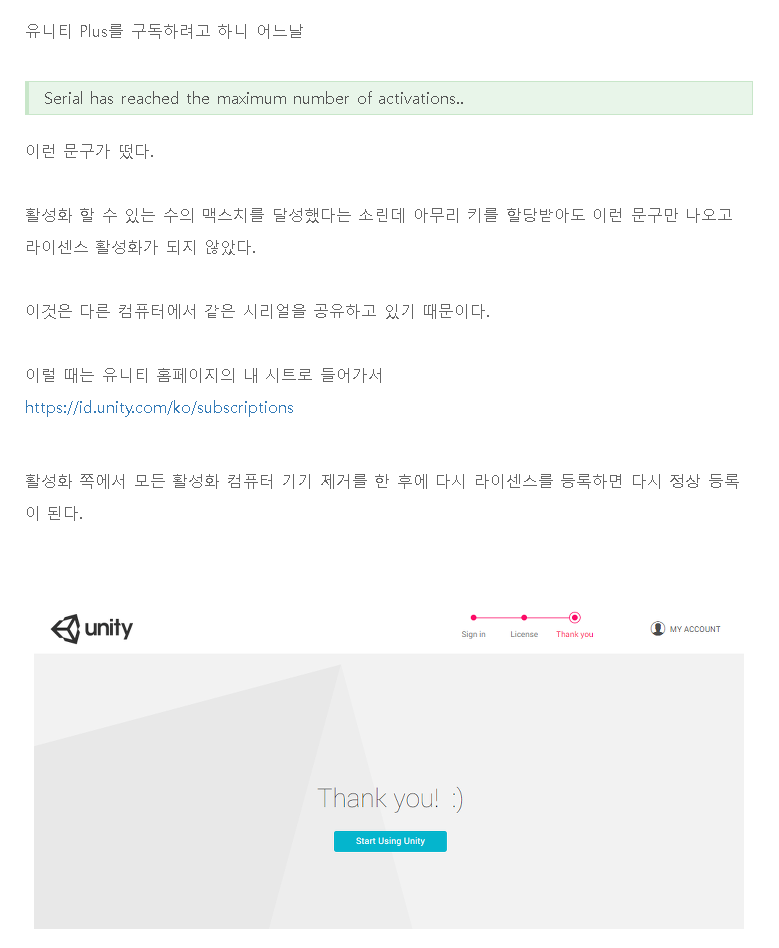 유니티 Plus를 구독하려고 하니 어느날
Serial has reached the maximum number of activations..
이런 문구가 떴다.
활성화 할 수 있는 수의 맥스치를 달성했다는 소린데 아무리 키를 할당받아도 이런 문구만 나오고
라이센스 활성화가 되지 않았다.
이것은 다른 컴퓨터에서 같은 시리얼을 공유하고 있기 때문이다.
이럴 때는 유니티 홈페이지의 내 시트로 들어가서
https://id.unity.com/ko/subscriptions
활성화 쪽에서 모든 활성화 컴퓨터 기기 제거를 한 후에 다시 라이센스를 등록하면 다시 정상 등록
이 된다.
unity
Sign in License Thank you
MY ACCOUNT
Thank you! :)
Start Using Unity